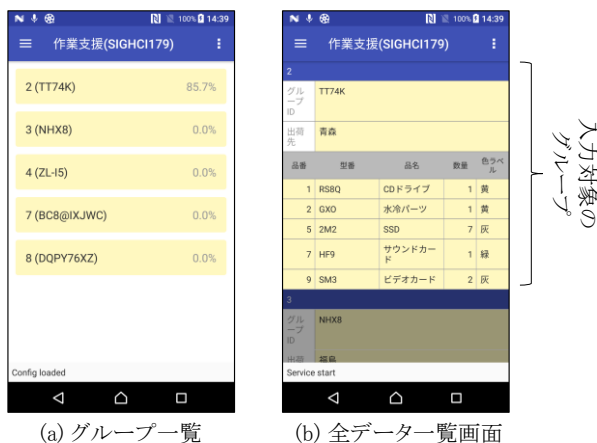 100% 14:39
作業支援(SIGHCI179)
2 (TT74K) 85.7%
3 (NHX8) 0.0%
4 (ZL-I5) 0.0%
7 (BC8@IXJWC) 0.0%
8 (DQPY76XZ) 0.0%
Config loaded
(a) グループ一覧
100% 14:39
作業支援(SIGHCI179)
2
グループID TT74K
出荷先 青森
品番 型番 品名 数量 色ラベル
1 RS8Q CDドライブ 1 黄
2 GXO 水冷パーツ 1 黄
5 2M2 SSD 7 灰
7 HF9 サウンドカード 1 緑
9 SM3 ビデオカード 2 灰
3
グループID NHX8
出荷 福島
Service start
(b) 全データ一覧画面
入力対象の
グループ